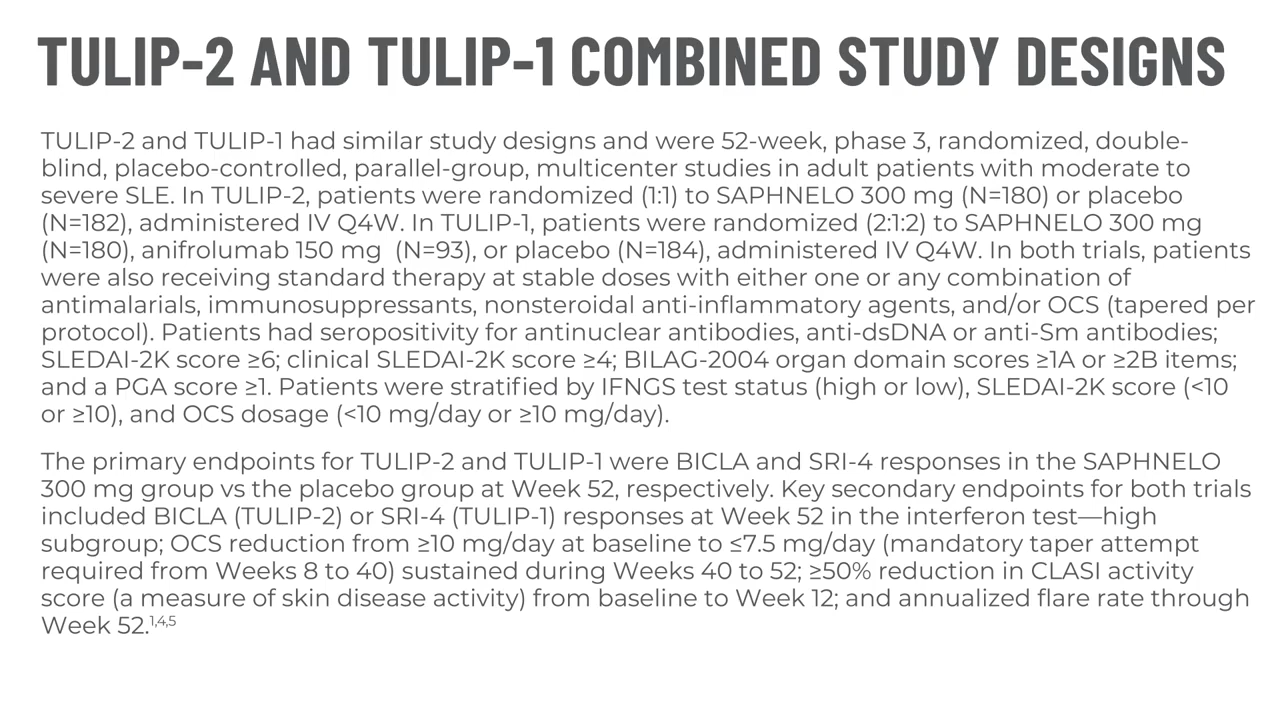 TULIP-2 AND TULIP-1 COMBINED STUDY DESIGNS
TULIP-2 and TULIP-1 had similar study designs and were 52-week, phase 3, randomized, double-
blind, placebo-controlled, parallel-group, multicenter studies in adult patients with moderate to
severe SLE. In TULIP-2, patients were randomized (1:1) to SAPHNELO 300 mg (N=180) or placebo
(N=182), administered IV Q4W. In TULIP-1, patients were randomized (2:1:2) to SAPHNELO 300 mg
(N=180), anifrolumab 150 mg  (N=93), or placebo (N=184), administered IV Q4W. In both trials, patients
were also receiving standard therapy at stable doses with either one or any combination of
antimalarials, immunosuppressants, nonsteroidal anti-inflammatory agents, and/or OCS (tapered per
protocol). Patients had seropositivity for antinuclear antibodies, anti-dsDNA or anti-Sm antibodies;
SLEDAI-2K score ≥6; clinical SLEDAI-2K score ≥4; BILAG-2004 organ domain scores ≥1A or ≥2B items;
and a PGA score ≥1. Patients were stratified by IFNGS test status (high or low), SLEDAI-2K score (<10
or ≥10), and OCS dosage (<10 mg/day or ≥10 mg/day).
The primary endpoints for TULIP-2 and TULIP-1 were BICLA and SRI-4 responses in the SAPHNELO
300 mg group vs the placebo group at Week 52, respectively. Key secondary endpoints for both trials
included BICLA (TULIP-2) or SRI-4 (TULIP-1) responses at Week 52 in the interferon test—high
subgroup; OCS reduction from ≥10 mg/day at baseline to ≤7.5 mg/day (mandatory taper attempt
required from Weeks 8 to 40) sustained during Weeks 40 to 52; ≥50% reduction in CLASI activity
score (a measure of skin disease activity) from baseline to Week 12; and annualized flare rate through
Week 52.1,4,5